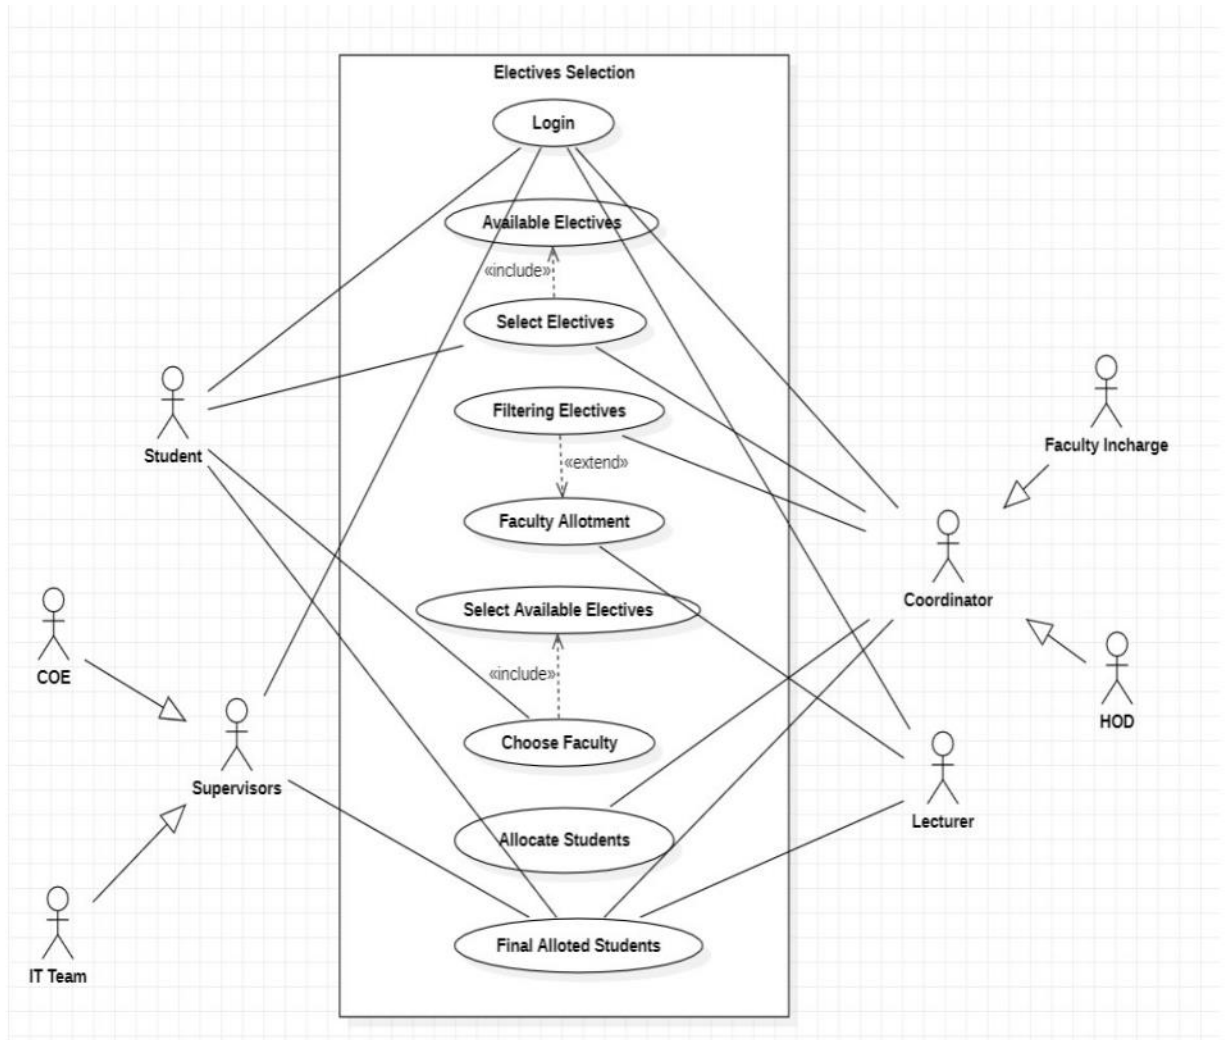 Electives Selection
Login
Available Electives
«include»
Select Electives
Filtering Electives
«extend»
Faculty Allotment
Select Available Electives
«include»
Choose Faculty
Allocate Students
Final Alloted Students
Student
COE
Supervisors
IT Team
Faculty Incharge
Coordinator
HOD
Lecturer